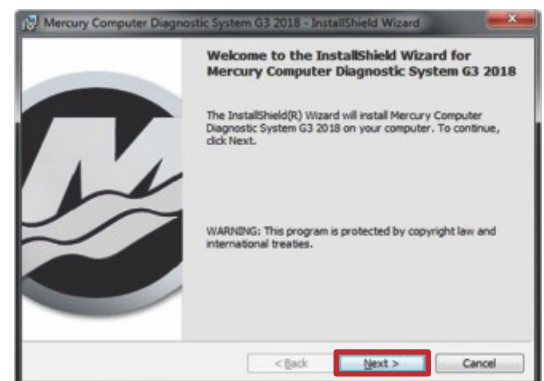 Mercury Computer Diagnostic System G3 2018 - InstallShield Wizard
Welcome to the InstallShield Wizard for
Mercury Computer Diagnostic System G3 2018
The InstallShield(R) Wizard will install Mercury Computer
Diagnostic System G3 2018 on your computer. To continue,
click Next.
WARNING: This program is protected by copyright law and
international treaties.
< Back Next > Cancel